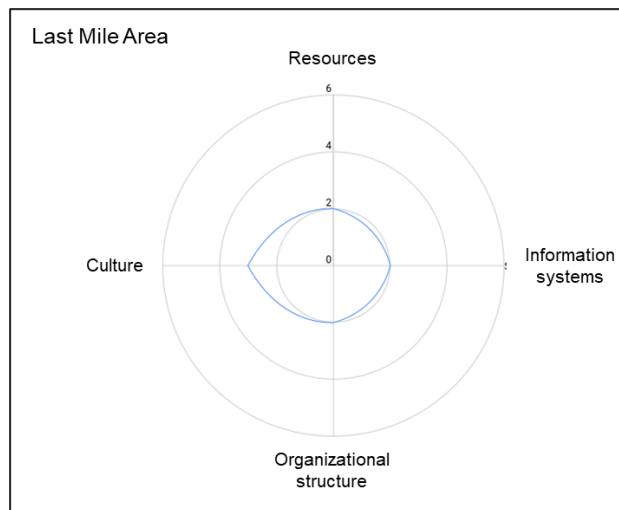 Last Mile Area
Resources
6
4
2
0
Culture
Information
systems
Organizational
structure